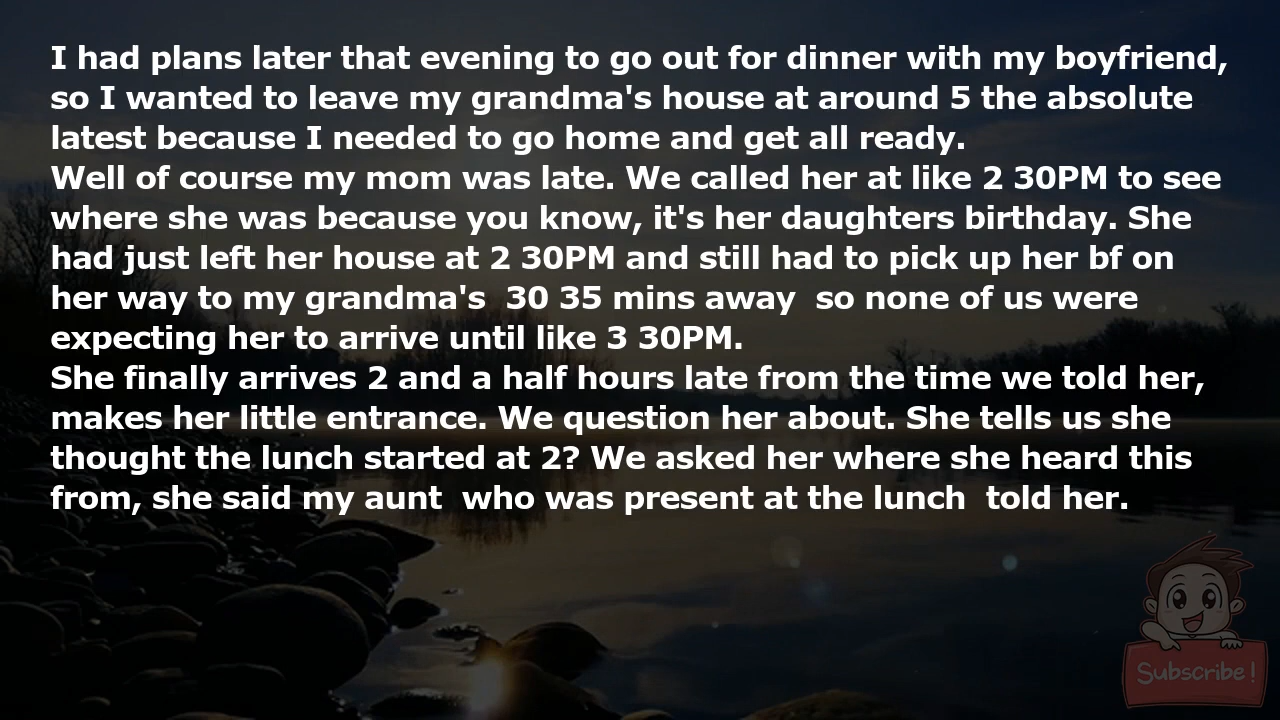 I had plans later that evening to go out for dinner with my boyfriend,
so I wanted to leave my grandma's house at around 5 the absolute
latest because I needed to go home and get all ready.
Well of course my mom was late. We called her at like 2 30PM to see
where she was because you know, it's her daughters birthday. She
had just left her house at 2 30PM and still had to pick up her bf on
her way to my grandma's  30 35 mins away  so none of us were
expecting her to arrive until like 3 30PM.
She finally arrives 2 and a half hours late from the time we told her,
makes her little entrance. We question her about. She tells us she
thought the lunch started at 2? We asked her where she heard this
from, she said my aunt  who was present at the lunch  told her.
Subscribe!